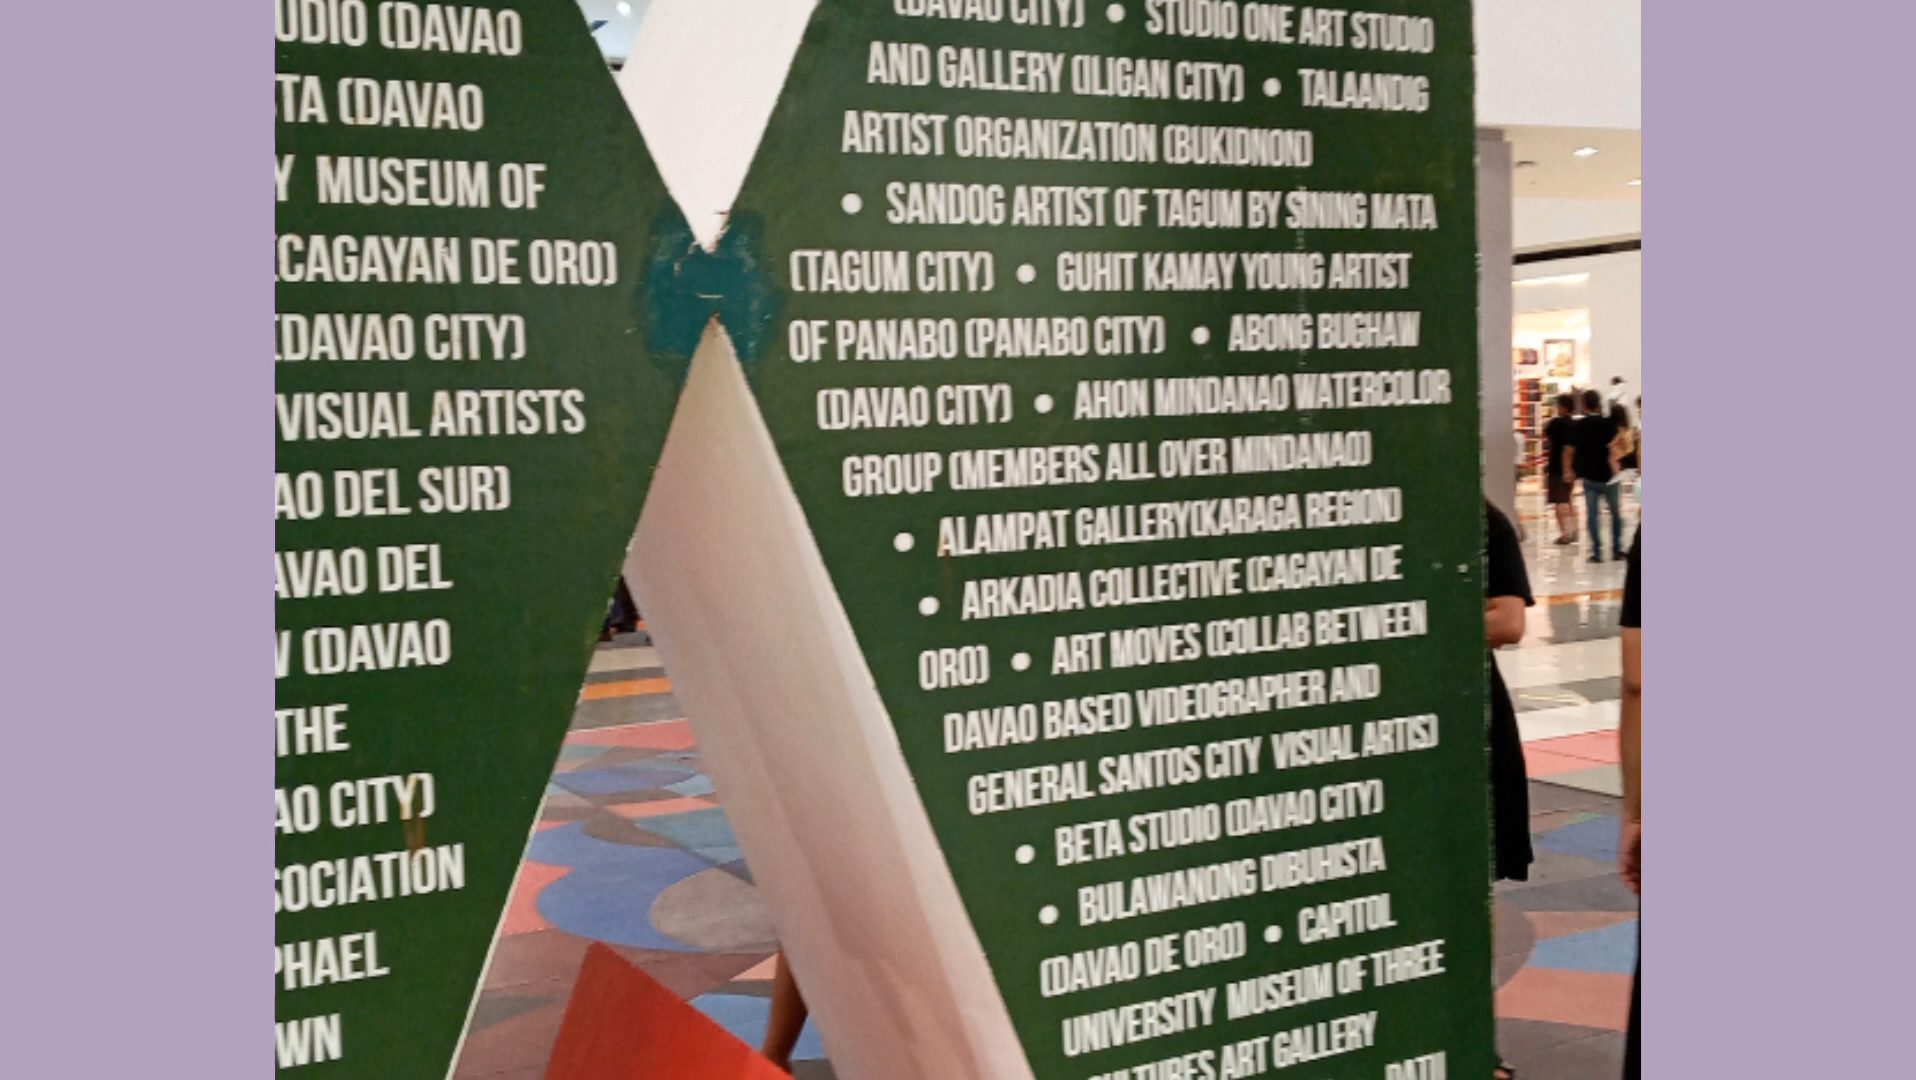 UDIO (DAVAO
TA (DAVAO
Y MUSEUM OF
(CAGAYAN DE ORO)
(DAVAO CITY)
VISUAL ARTISTS
AO DEL SUR)
AVAO DEL
(DAVAO
THE
AO CITY)
SOCIATION
PHAEL
WN
(DAVAO CITY) • STUDIO ONE ART STUDIO
AND GALLERY (ILIGAN CITY) • TALAANDIG
ARTIST ORGANIZATION (BUKIDNON)
• SANDOG ARTIST OF TAGUM BY SINING MATA
(TAGUM CITY) • GUHIT KAMAY YOUNG ARTIST
OF PANABO (PANABO CITY) • ABONG BUGHAW
(DAVAO CITY) • AHON MINDANAO WATERCOLOR
GROUP (MEMBERS ALL OVER MINDANAO)
• ALAMPAT GALLERY(KARAGA REGION)
• ARKADIA COLLECTIVE (CAGAYAN DE
ORO) • ART MOVES (COLLAB BETWEEN
DAVAO BASED VIDEOGRAPHER AND
GENERAL SANTOS CITY VISUAL ARTIS)
• BETA STUDIO (DAVAO CITY)
• BULAWANONG DIBUHISTA
(DAVAO DE ORO) • CAPITOL
UNIVERSITY MUSEUM OF THREE
CULTURES ART GALLERY